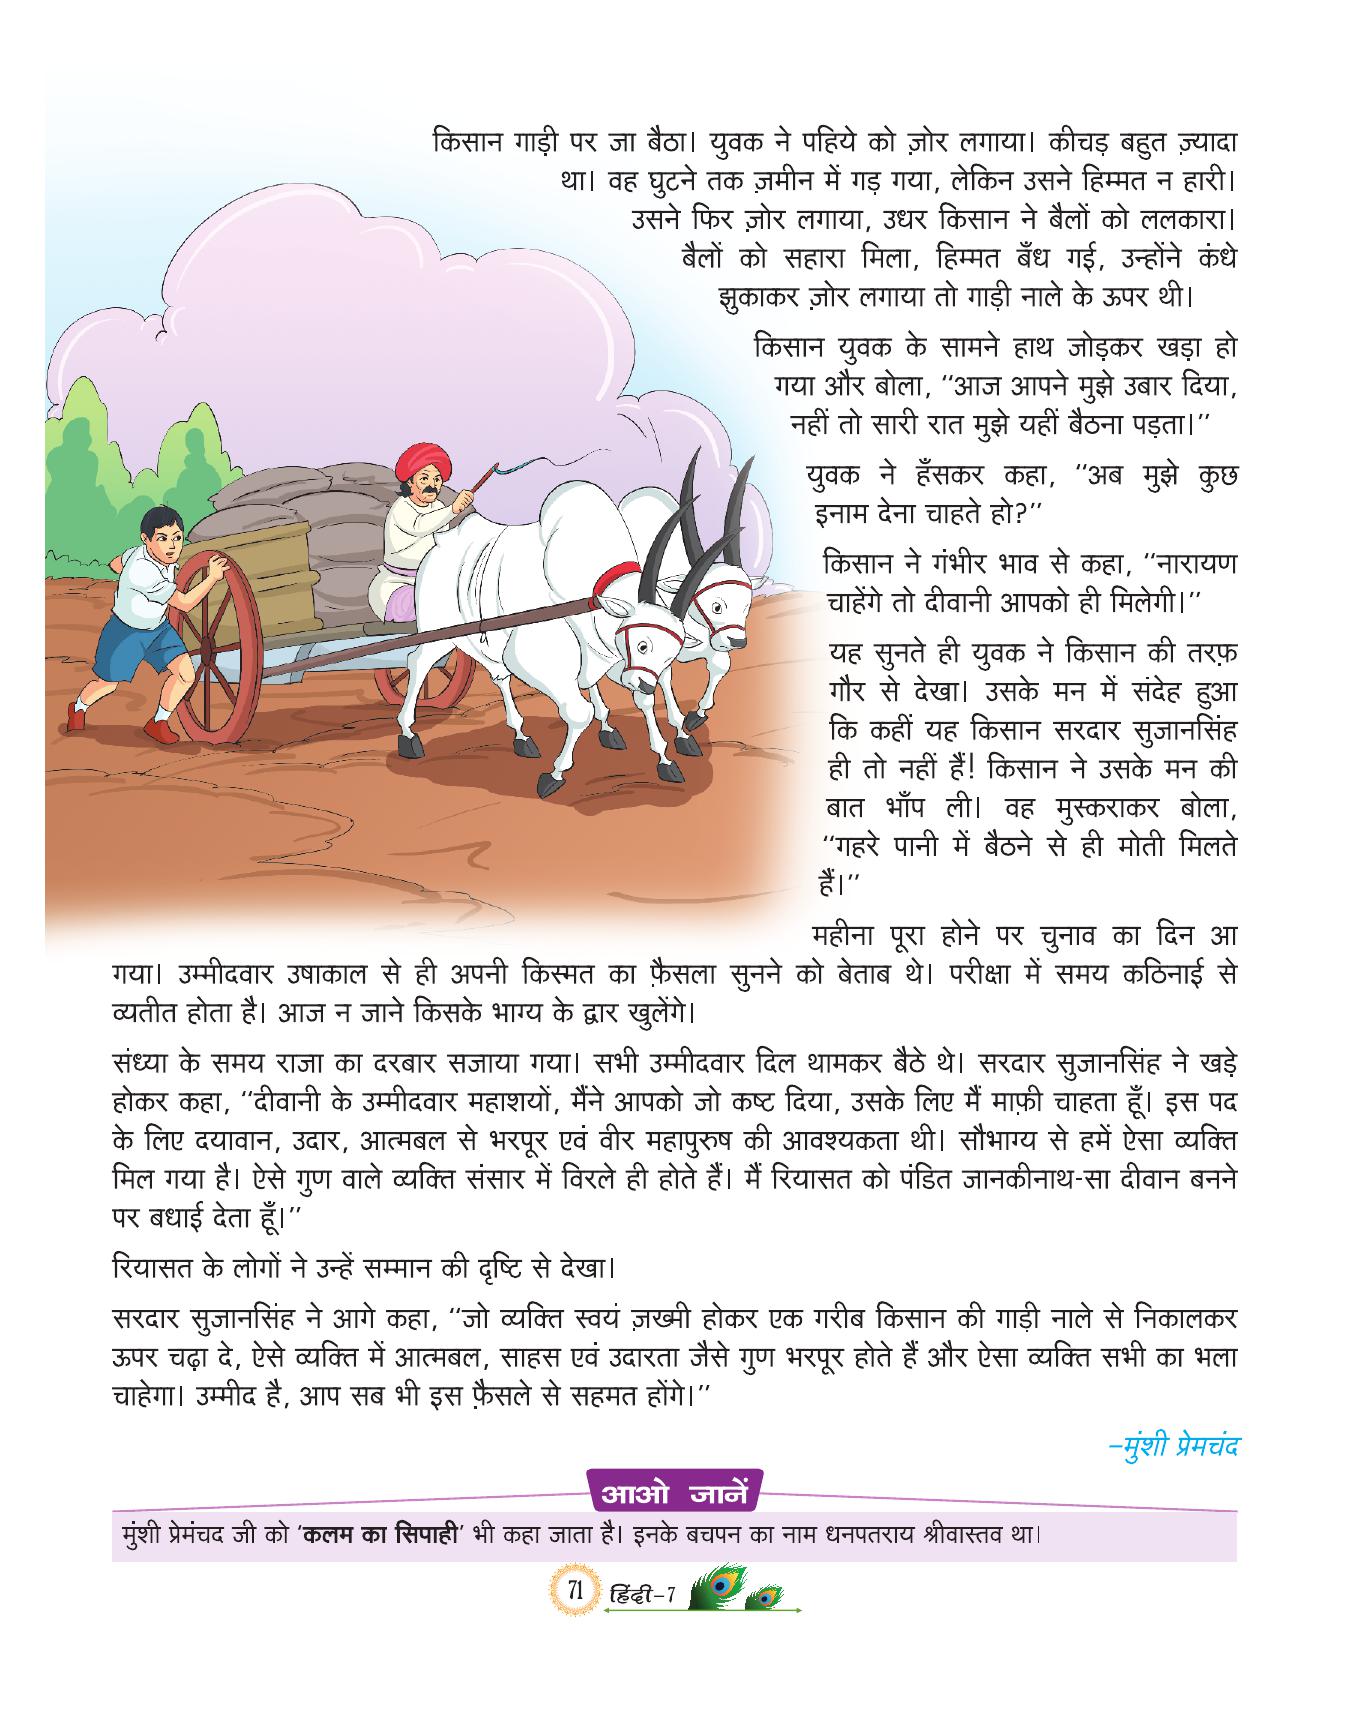 किसान गाड़ी पर जा बैठा। युवक ने पहिये को ज़ोर लगाया। कीचड़ बहुत ज़्यादा
था। वह घुटने तक ज़मीन में गड़ गया, लेकिन उसने हिम्मत न हारी।
उसने फिर ज़ोर लगाया, उधर किसान ने बैलों को ललकारा।
बैलों को सहारा मिला, हिम्मत बँध गई, उन्होंने कंधे
झुकाकर ज़ोर लगाया तो गाड़ी नाले के ऊपर थी।
किसान युवक के सामने हाथ जोड़कर खड़ा हो
गया और बोला, ‘‘आज आपने मुझे उबार दिया,
नहीं तो सारी रात मुझे यहीं बैठना पड़ता।’’
युवक ने हँसकर कहा, ‘‘अब मुझे कुछ
इनाम देना चाहते हो?’’
किसान ने गंभीर भाव से कहा, ‘‘नारायण
चाहेंगे तो दीवानी आपको ही मिलेगी।’’
यह सुनते ही युवक ने किसान की तरफ़
गौर से देखा। उसके मन में संदेह हुआ
कि कहीं यह किसान सरदार सुजानसिंह
ही तो नहीं हैं! किसान ने उसके मन की
बात भाँप ली। वह मुस्कराकर बोला,
‘‘गहरे पानी में बैठने से ही मोती मिलते
हैं।’’
महीना पूरा होने पर चुनाव का दिन आ
गया। उम्मीदवार उषाकाल से ही अपनी किस्मत का फ़ैसला सुनने को बेताब थे। परीक्षा में समय कठिनाई से
व्यतीत होता है। आज न जाने किसके भाग्य के द्वार खुलेंगे।
संध्या के समय राजा का दरबार सजाया गया। सभी उम्मीदवार दिल थामकर बैठे थे। सरदार सुजानसिंह ने खड़े
होकर कहा, ‘‘दीवानी के उम्मीदवार महाशयों, मैंने आपको जो कष्ट दिया, उसके लिए मैं माफ़ी चाहता हूँ। इस पद
के लिए दयावान, उदार, आत्मबल से भरपूर एवं वीर महापुरुष की आवश्यकता थी। सौभाग्य से हमें ऐसा व्यक्ति
मिल गया है। ऐसे गुण वाले व्यक्ति संसार में विरले ही होते हैं। मैं रियासत को पंडित जानकीनाथ-सा दीवान बनने
पर बधाई देता हूँ।’’
रियासत के लोगों ने उन्हें सम्मान की दृष्टि से देखा।
सरदार सुजानसिंह ने आगे कहा, ‘‘जो व्यक्ति स्वयं ज़ख्मी होकर एक गरीब किसान की गाड़ी नाले से निकालकर
ऊपर चढ़ा दे, ऐसे व्यक्ति में आत्मबल, साहस एवं उदारता जैसे गुण भरपूर होते हैं और ऐसा व्यक्ति सभी का भला
चाहेगा। उम्मीद है, आप सब भी इस फ़ैसले से सहमत होंगे।’’
–मुंशी प्रेमचंद
आओ जानें
मुंशी प्रेमंचद जी को ‘कलम का सिपाही’ भी कहा जाता है। इनके बचपन का नाम धनपतराय श्रीवास्तव था।
71 हिंदी–7